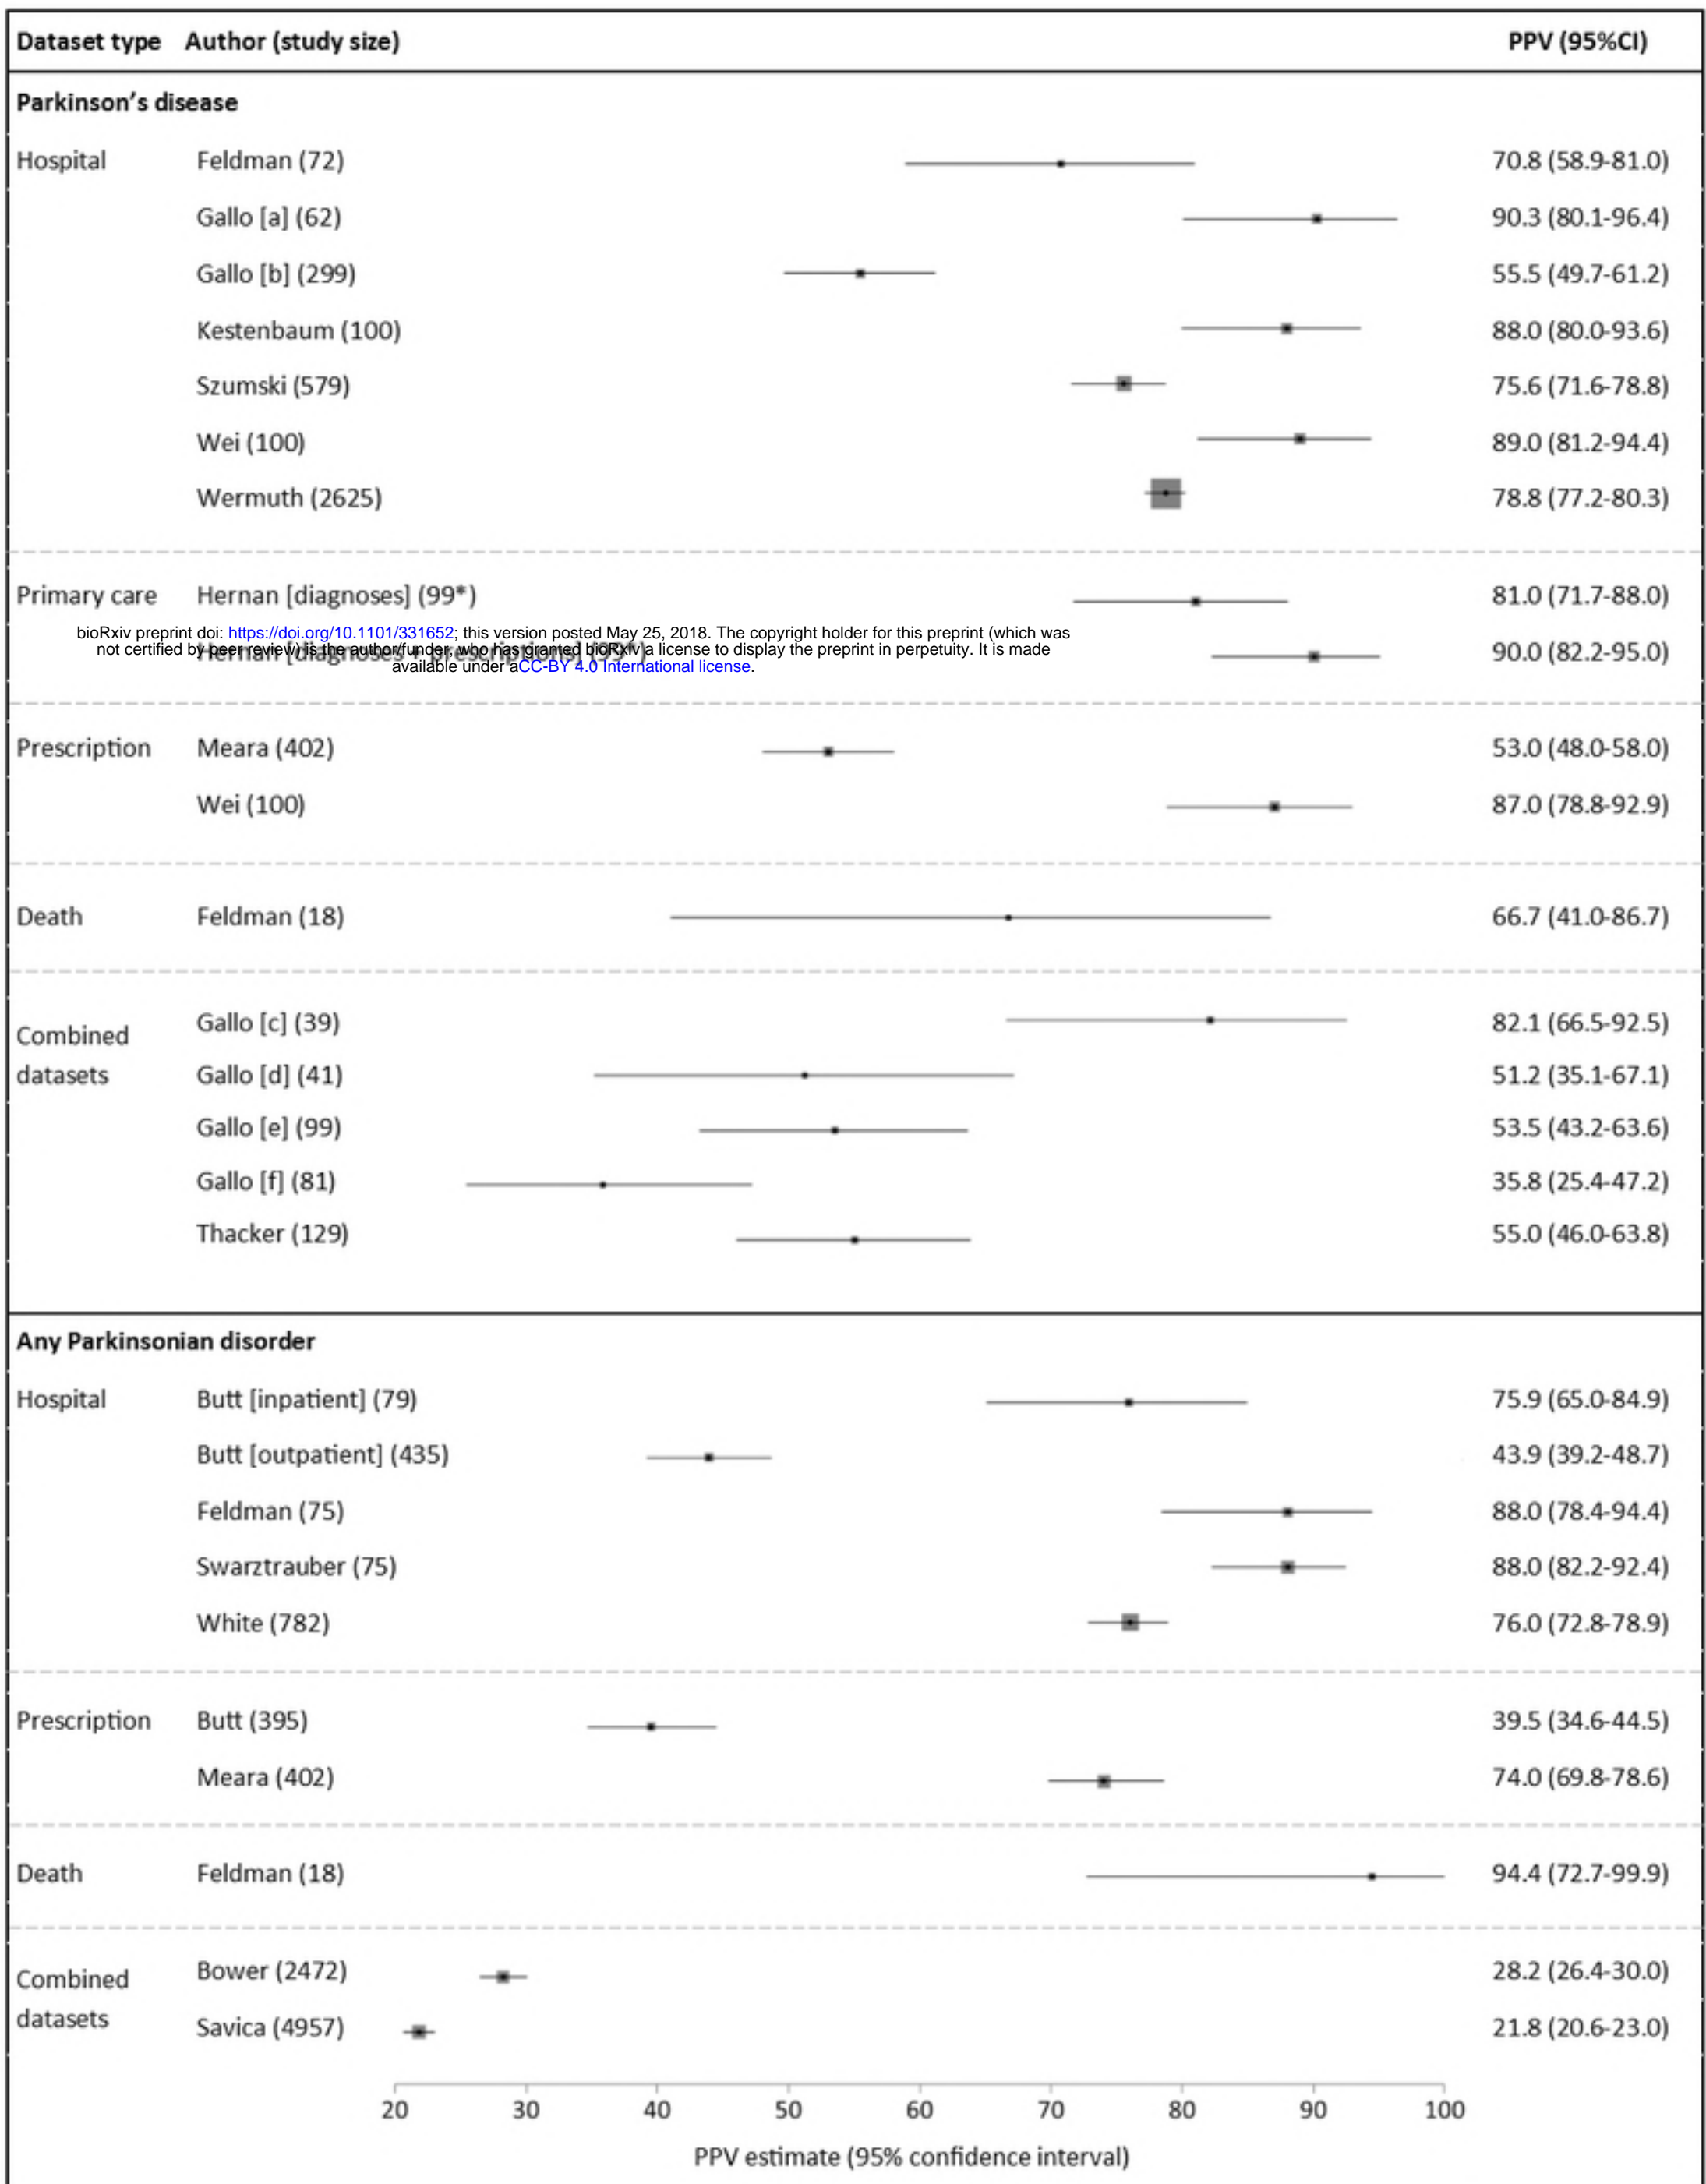 Dataset type Author (study size) PPV (95%CI)
Parkinson's disease
Hospital Feldman (72) 70.8 (58.9-81.0)
Gallo [a] (62) 90.3 (80.1-96.4)
Gallo [b] (299) 55.5 (49.7-61.2)
Kestenbaum (100) 88.0 (80.0-93.6)
Szumski (579) 75.6 (71.6-78.8)
Wei (100) 89.0 (81.2-94.4)
Wermuth (2625) 78.8 (77.2-80.3)
Primary care Hernan [diagnoses] (99*) 81.0 (71.7-88.0)
bioRxiv preprint doi: https://doi.org/10.1101/331652; this version posted May 25, 2018. The copyright holder for this preprint (which was
not certified by peer review) is the author/funder, who has granted bioRxiv a license to display the preprint in perpetuity. It is made
available under aCC-BY 4.0 International license.
Hernan [diagnoses + prescriptions] 90.0 (82.2-95.0)
Prescription Meara (402) 53.0 (48.0-58.0)
Wei (100) 87.0 (78.8-92.9)
Death Feldman (18) 66.7 (41.0-86.7)
Combined
datasets
Gallo [c] (39) 82.1 (66.5-92.5)
Gallo [d] (41) 51.2 (35.1-67.1)
Gallo [e] (99) 53.5 (43.2-63.6)
Gallo [f] (81) 35.8 (25.4-47.2)
Thacker (129) 55.0 (46.0-63.8)
Any Parkinsonian disorder
Hospital Butt [inpatient] (79) 75.9 (65.0-84.9)
Butt [outpatient] (435) 43.9 (39.2-48.7)
Feldman (75) 88.0 (78.4-94.4)
Swarztrauber (75) 88.0 (82.2-92.4)
White (782) 76.0 (72.8-78.9)
Prescription Butt (395) 39.5 (34.6-44.5)
Meara (402) 74.0 (69.8-78.6)
Death Feldman (18) 94.4 (72.7-99.9)
Combined
datasets
Bower (2472) 28.2 (26.4-30.0)
Savica (4957) 21.8 (20.6-23.0)
20 30 40 50 60 70 80 90 100
PPV estimate (95% confidence interval)